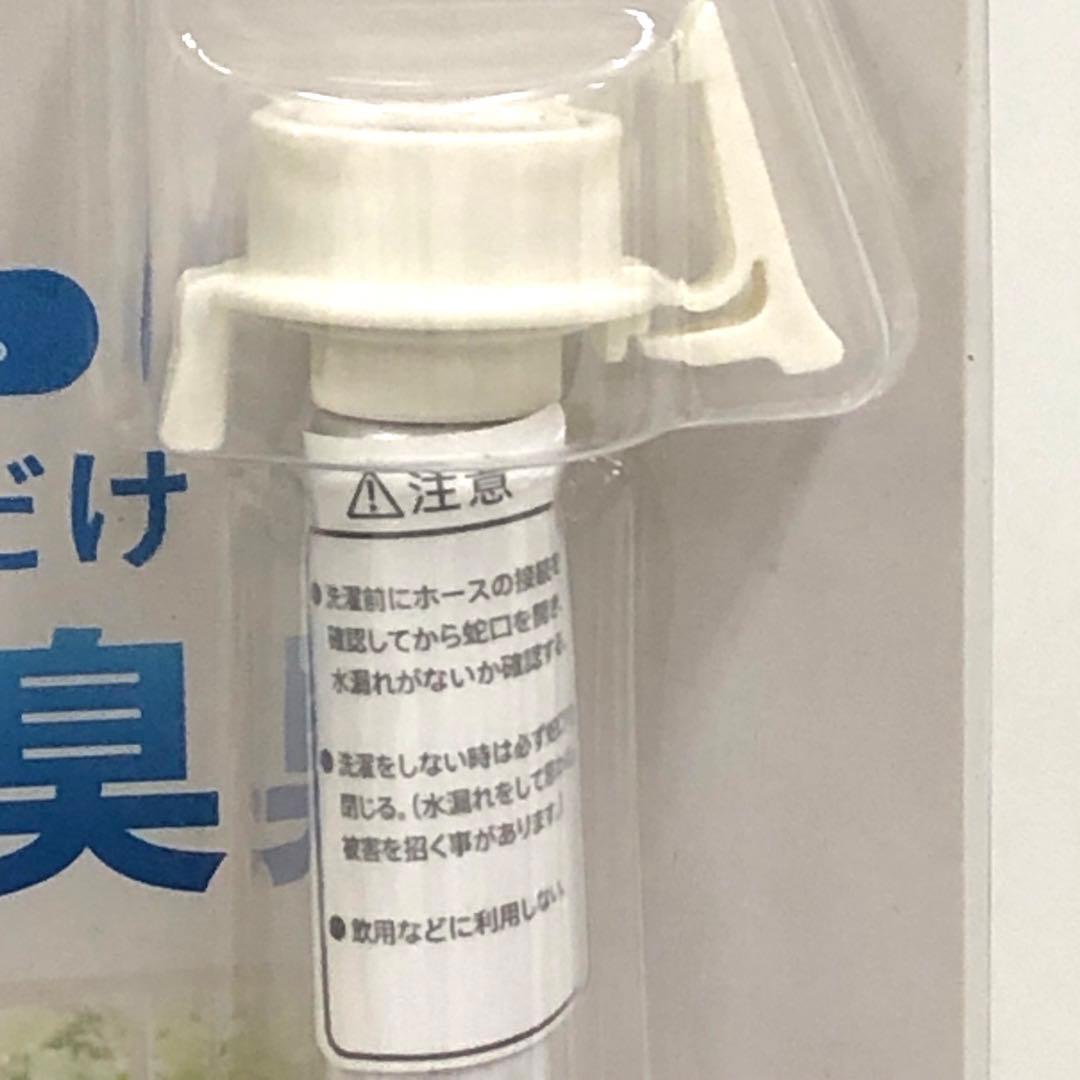 だけ
臭
⚠注意
●洗濯前にホースの接続を
確認してから蛇口を開き、
水漏れがないか確認する。
●洗濯をしない時は必ず蛇口
閉じる。(水漏れをして
被害を招く事があります。)
●飲用などに利用しない。